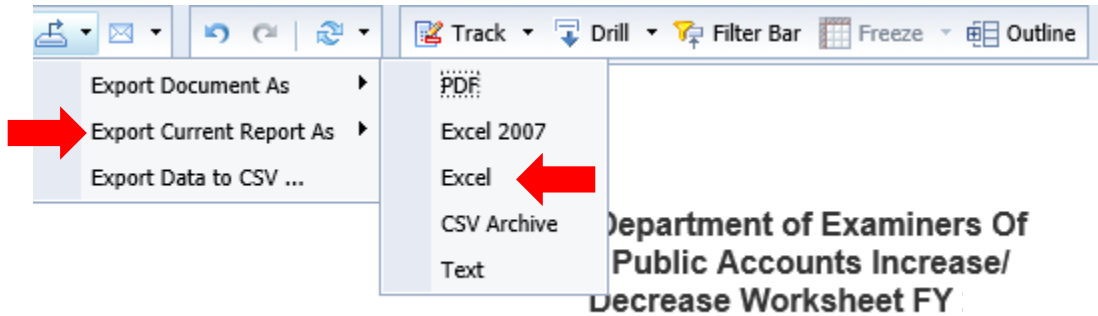 Track Drill Filter Bar Freeze Outline
Export Document As
Export Current Report As
Export Data to CSV ...
PDF
Excel 2007
Excel
CSV Archive
Text
Department of Examiners Of
Public Accounts Increase/
Decrease Worksheet FY